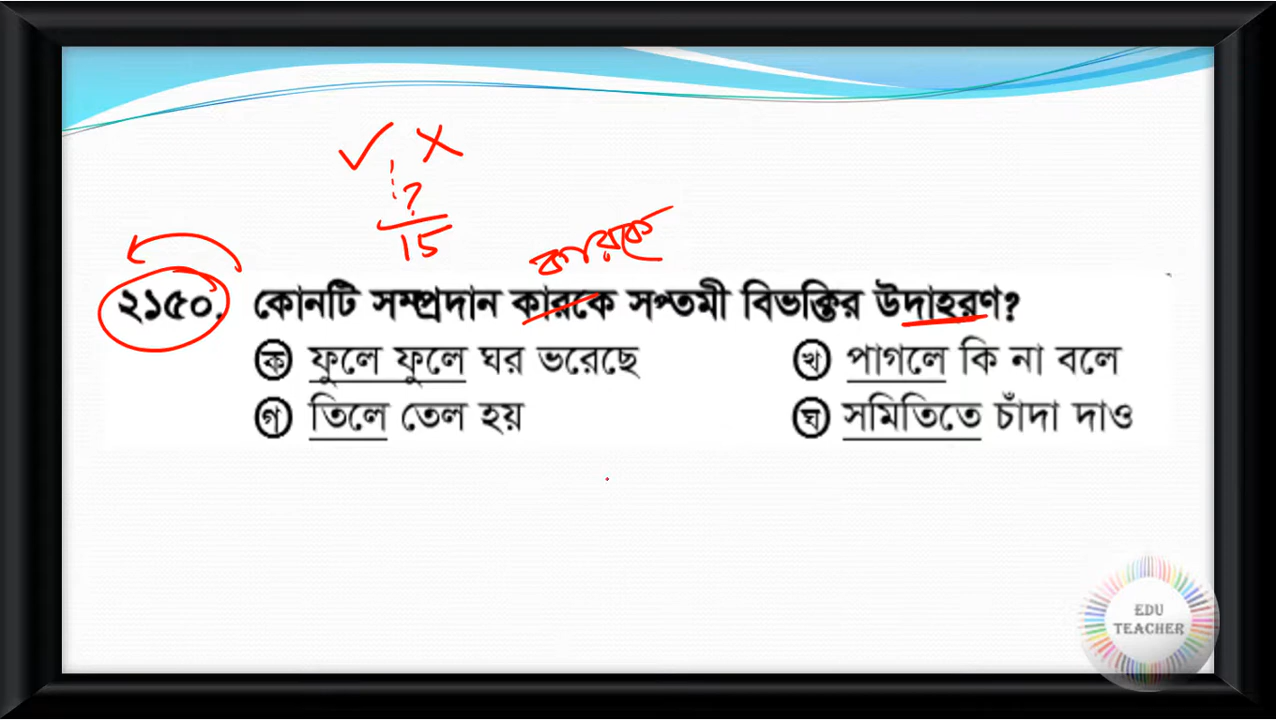 ✓ ✗
?
15
কারকে
২১৫০. কোনটি সম্প্রদান কারকে সপ্তমী বিভক্তির উদাহরণ?
ক ফুলে ফুলে ঘর ভরেছে খ পাগলে কি না বলে
গ তিলে তেল হয় ঘ সমিতিতে চাঁদা দাও
EDU
TEACHER